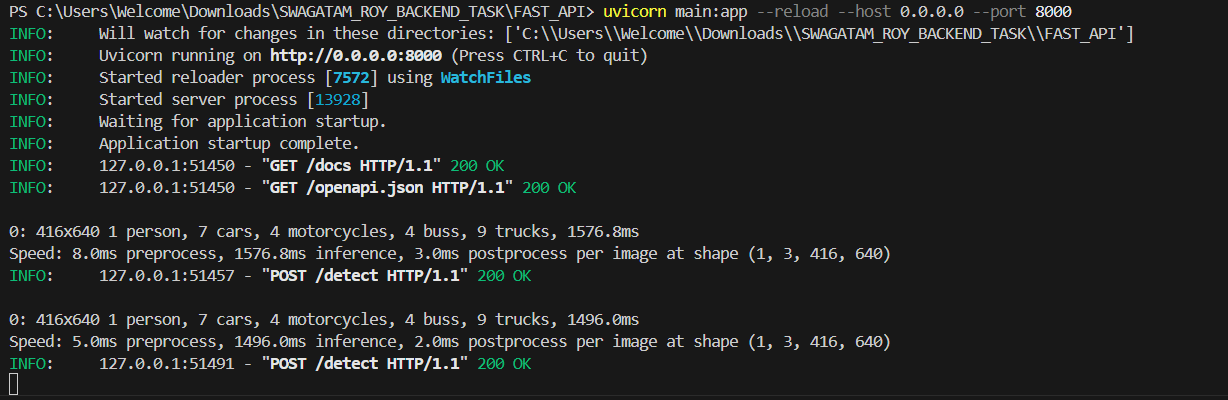 PS C:\Users\Welcome\Downloads\SWAGATAM_ROY_BACKEND_TASK\FAST_API> uvicorn main:app --reload --host 0.0.0.0 --port 8000
INFO:     Will watch for changes in these directories: ['C:\\Users\\Welcome\\Downloads\\SWAGATAM_ROY_BACKEND_TASK\\FAST_API']
INFO:     Uvicorn running on http://0.0.0.0:8000 (Press CTRL+C to quit)
INFO:     Started reloader process [7572] using WatchFiles
INFO:     Started server process [13928]
INFO:     Waiting for application startup.
INFO:     Application startup complete.
INFO:     127.0.0.1:51450 - "GET /docs HTTP/1.1" 200 OK
INFO:     127.0.0.1:51450 - "GET /openapi.json HTTP/1.1" 200 OK
0: 416x640 1 person, 7 cars, 4 motorcycles, 4 buss, 9 trucks, 1576.8ms
Speed: 8.0ms preprocess, 1576.8ms inference, 3.0ms postprocess per image at shape (1, 3, 416, 640)
INFO:     127.0.0.1:51457 - "POST /detect HTTP/1.1" 200 OK
0: 416x640 1 person, 7 cars, 4 motorcycles, 4 buss, 9 trucks, 1496.0ms
Speed: 5.0ms preprocess, 1496.0ms inference, 2.0ms postprocess per image at shape (1, 3, 416, 640)
INFO:     127.0.0.1:51491 - "POST /detect HTTP/1.1" 200 OK